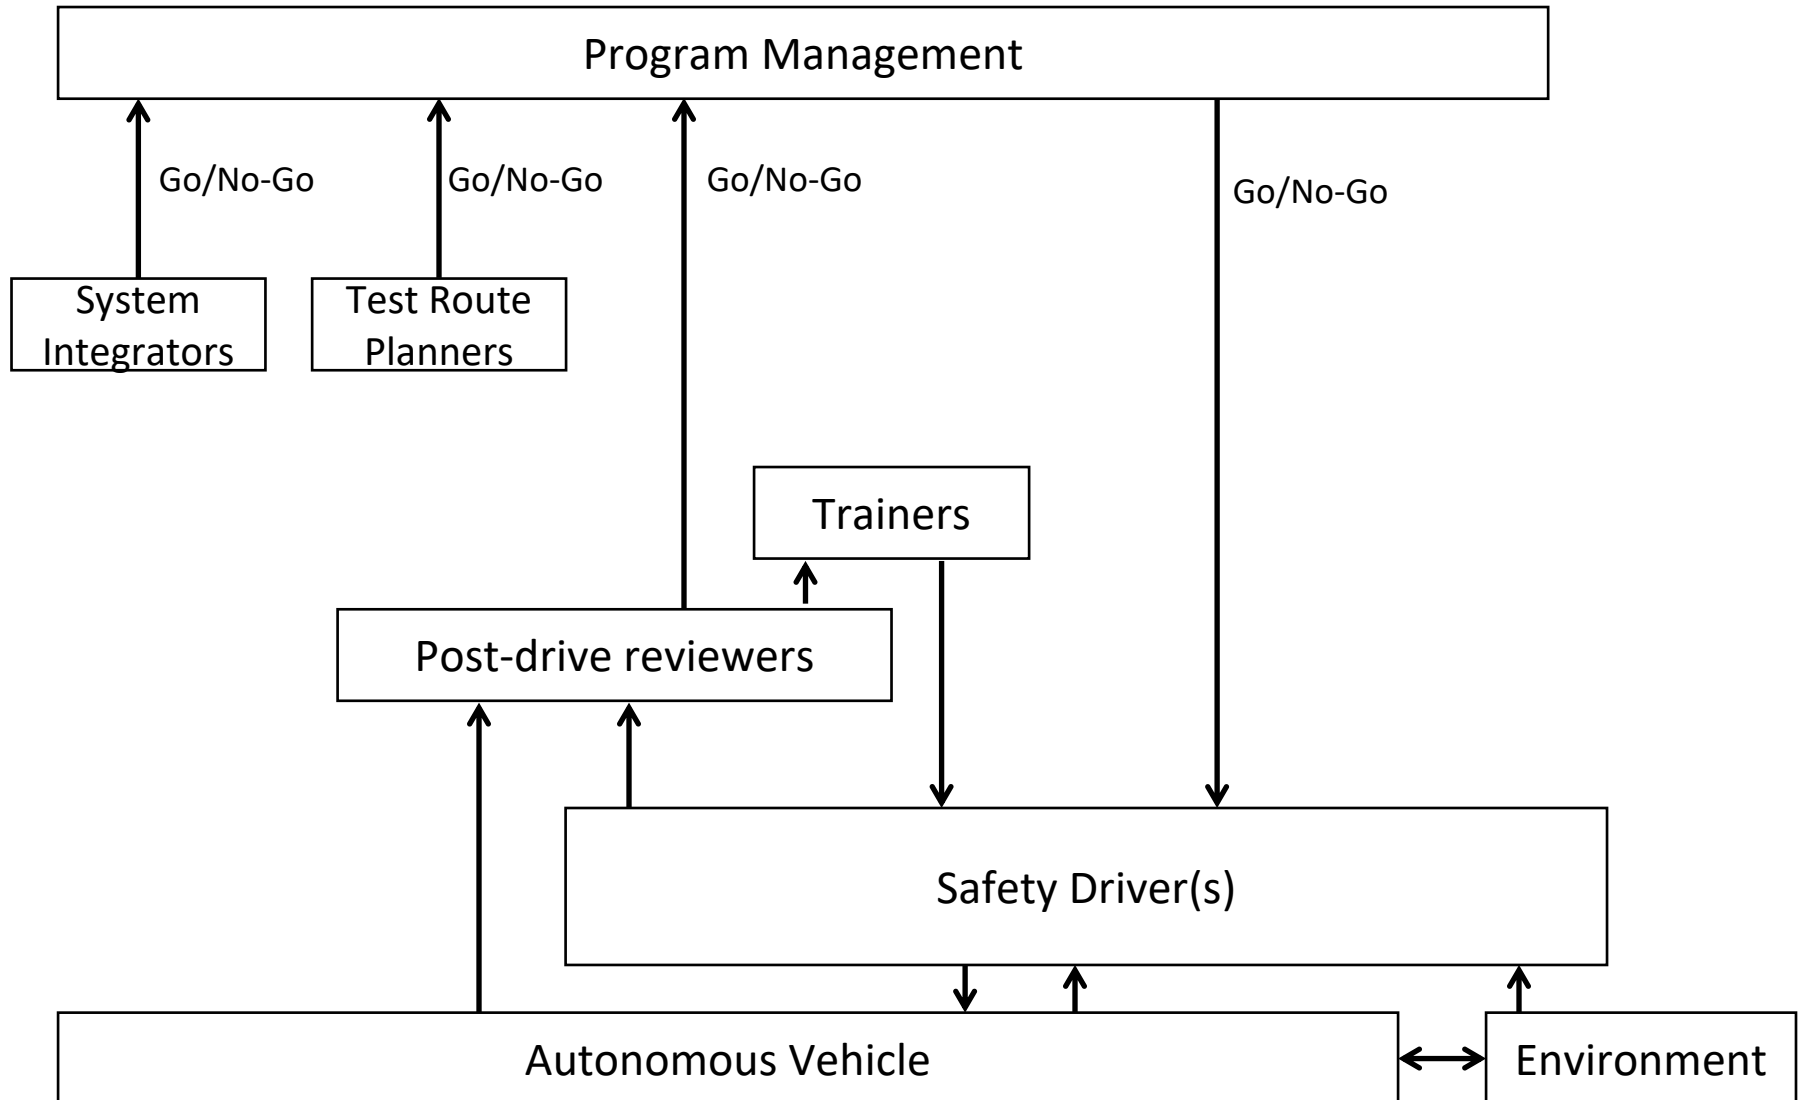 Program Management
Go/No-Go
Go/No-Go
Go/No-Go
Go/No-Go
System
Integrators
Test Route
Planners
Trainers
Post-drive reviewers
Safety Driver(s)
Autonomous Vehicle
Environment